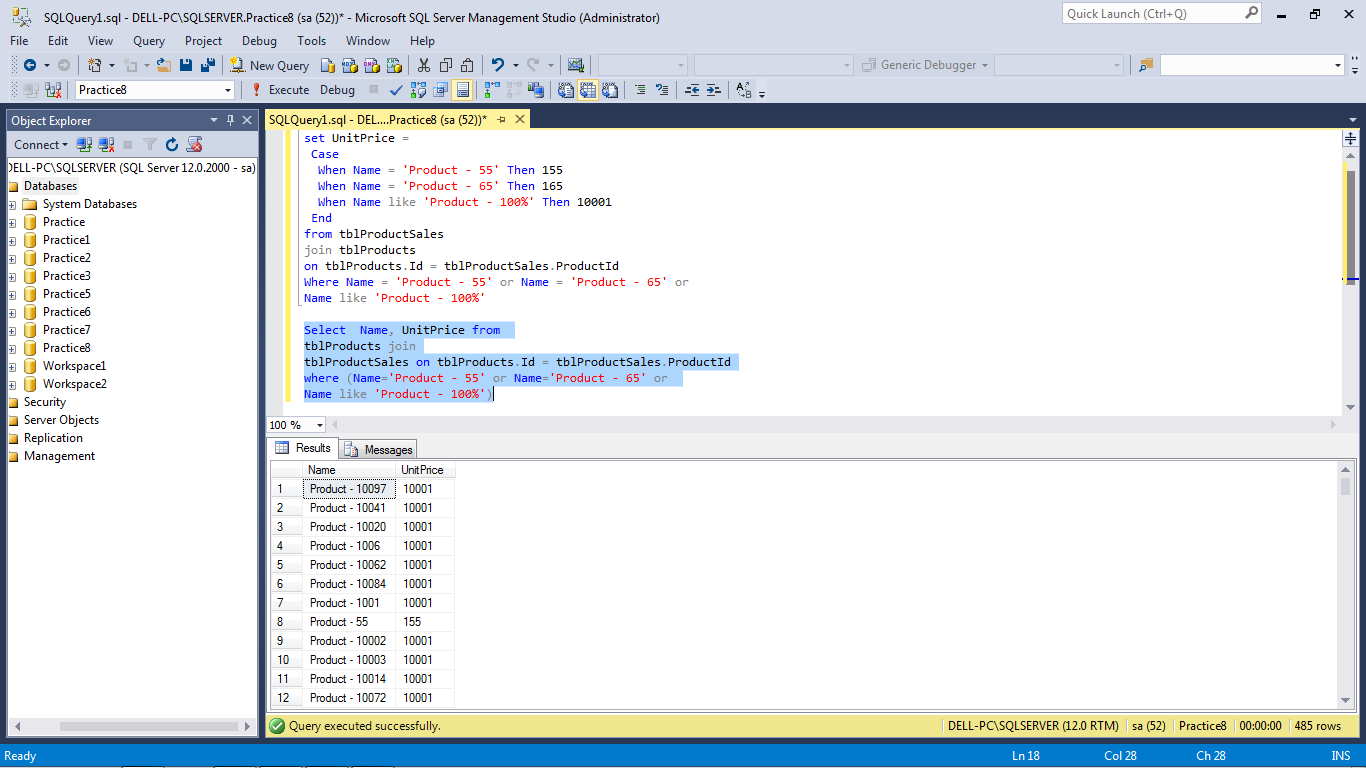 SQLQuery1.sql - DELL-PC\SQLSERVER.Practice8 (sa (52))* - Microsoft SQL Server Management Studio (Administrator)
Quick Launch (Ctrl+Q)
File Edit View Query Project Debug Tools Window Help
New Query
Generic Debugger
Practice8
Execute Debug
Object Explorer
Connect
DELL-PC\SQLSERVER (SQL Server 12.0.2000 - sa)
Databases
System Databases
Practice
Practice1
Practice2
Practice3
Practice5
Practice6
Practice7
Practice8
Workspace1
Workspace2
Security
Server Objects
Replication
Management
SQLQuery1.sql - DEL....Practice8 (sa (52))*
set UnitPrice =
Case
When Name = 'Product - 55' Then 155
When Name = 'Product - 65' Then 165
When Name like 'Product - 100%' Then 10001
End
from tblProductSales
join tblProducts
on tblProducts.Id = tblProductSales.ProductId
Where Name = 'Product - 55' or Name = 'Product - 65' or
Name like 'Product - 100%'
Select  Name, UnitPrice from
tblProducts join
tblProductSales on tblProducts.Id = tblProductSales.ProductId
where (Name='Product - 55' or Name='Product - 65' or
Name like 'Product - 100%')
100 %
Results Messages
Name UnitPrice
1 Product - 10097 10001
2 Product - 10041 10001
3 Product - 10020 10001
4 Product - 1006 10001
5 Product - 10062 10001
6 Product - 10084 10001
7 Product - 1001 10001
8 Product - 55 155
9 Product - 10002 10001
10 Product - 10003 10001
11 Product - 10014 10001
12 Product - 10072 10001
Query executed successfully.
DELL-PC\SQLSERVER (12.0 RTM) sa (52) Practice8 00:00:00 485 rows
Ready
Ln 18 Col 28 Ch 28 INS